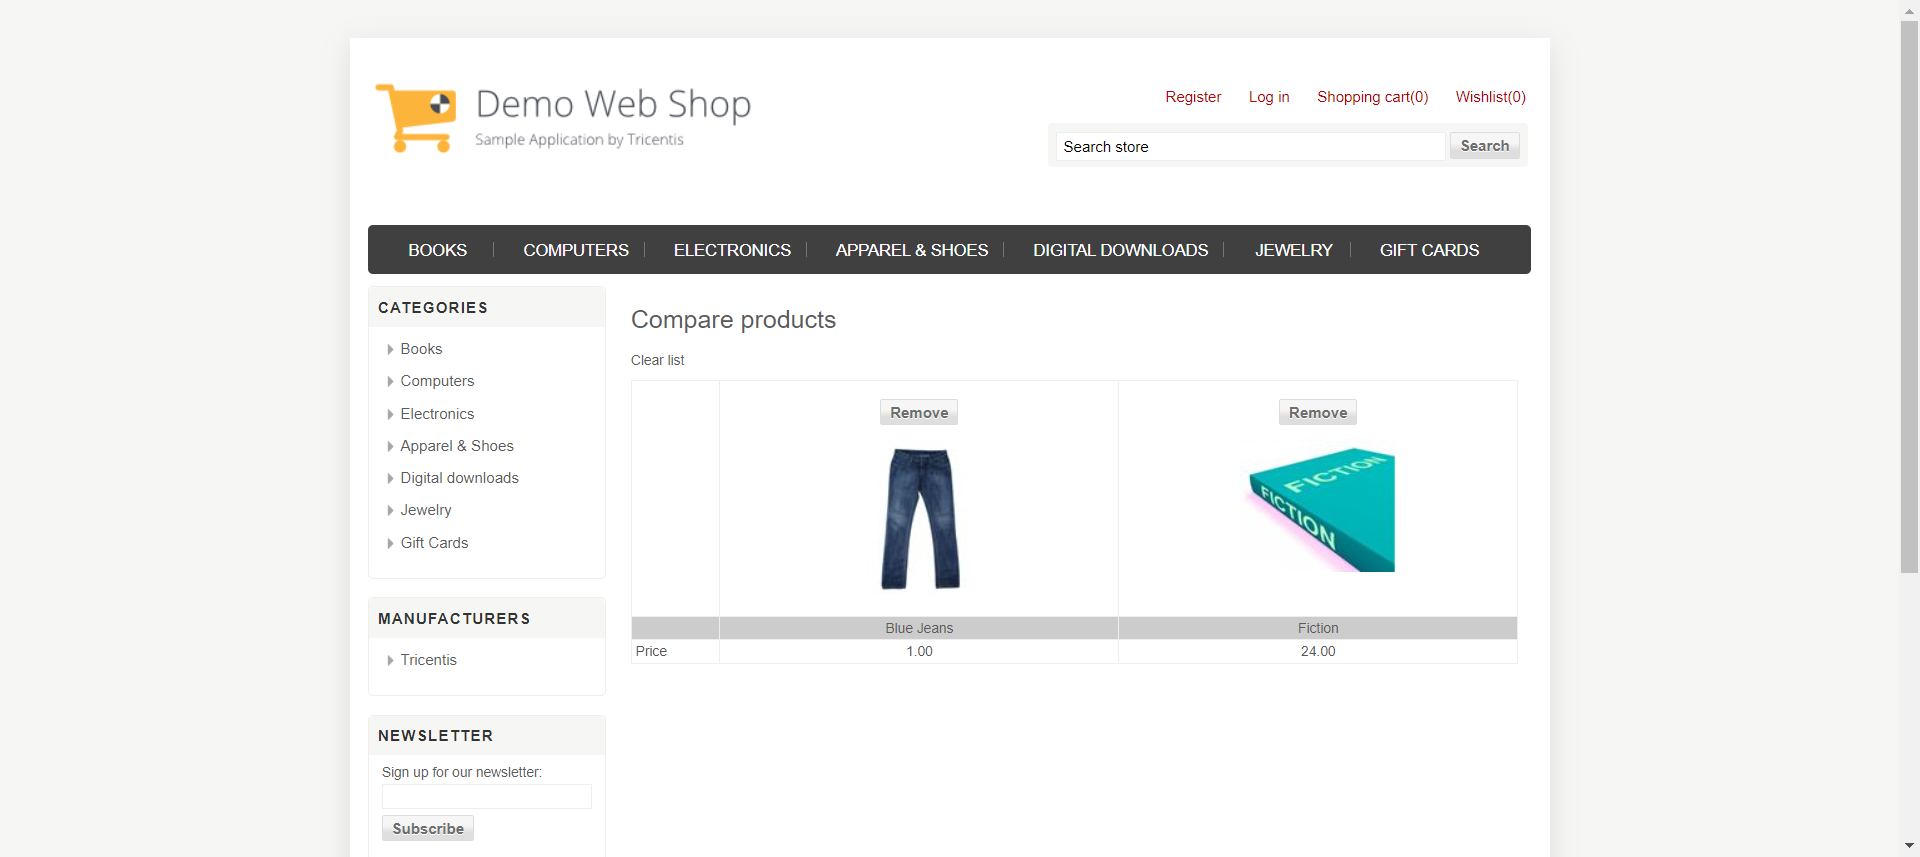 Demo Web Shop
Sample Application by Tricentis
Register Log in Shopping cart(0) Wishlist(0)
Search store Search
BOOKS COMPUTERS ELECTRONICS APPAREL & SHOES DIGITAL DOWNLOADS JEWELRY GIFT CARDS
CATEGORIES
Books
Computers
Electronics
Apparel & Shoes
Digital downloads
Jewelry
Gift Cards
MANUFACTURERS
Tricentis
NEWSLETTER
Sign up for our newsletter:
Subscribe
Compare products
Clear list
Remove Remove
FICTION
FICTION
Blue Jeans Fiction
Price 1.00 24.00